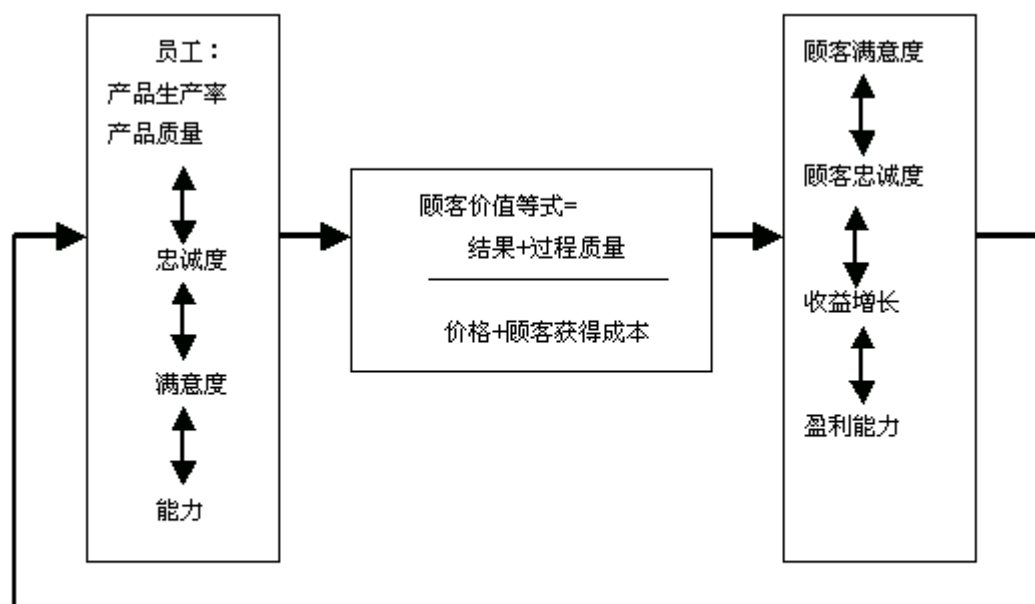 员工：
产品生产率
产品质量
忠诚度
满意度
能力
顾客价值等式=
结果+过程质量
价格+顾客获得成本
顾客满意度
顾客忠诚度
收益增长
盈利能力